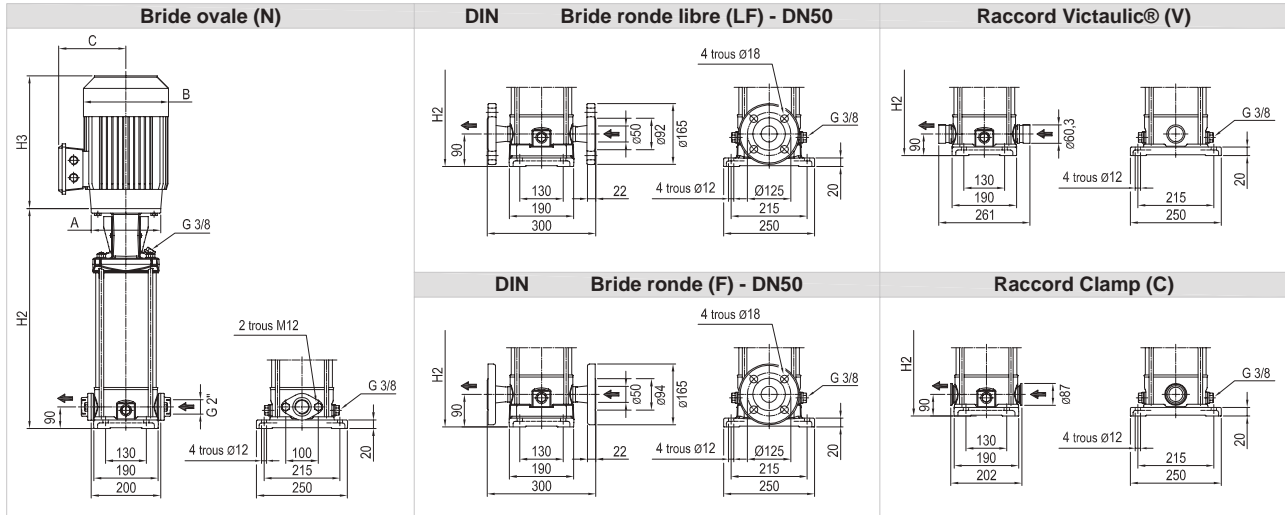 Bride ovale (N)
C
B
H3
A
G 3/8
H2
90
G 2"
130
190
200
2 trous M12
G 3/8
4 trous Ø12
100
215
250
20
DIN Bride ronde libre (LF) - DN50
H2
90
ø50
ø92
ø165
130
22
190
300
4 trous Ø18
G 3/8
4 trous Ø12
Ø125
215
250
20
Raccord Victaulic® (V)
H2
90
ø60,3
130
190
261
G 3/8
4 trous Ø12
215
250
20
DIN Bride ronde (F) - DN50
H2
90
ø50
ø94
ø165
130
22
190
300
4 trous Ø18
G 3/8
4 trous Ø12
Ø125
215
250
20
Raccord Clamp (C)
H2
90
ø87
130
190
202
G 3/8
4 trous Ø12
215
250
20